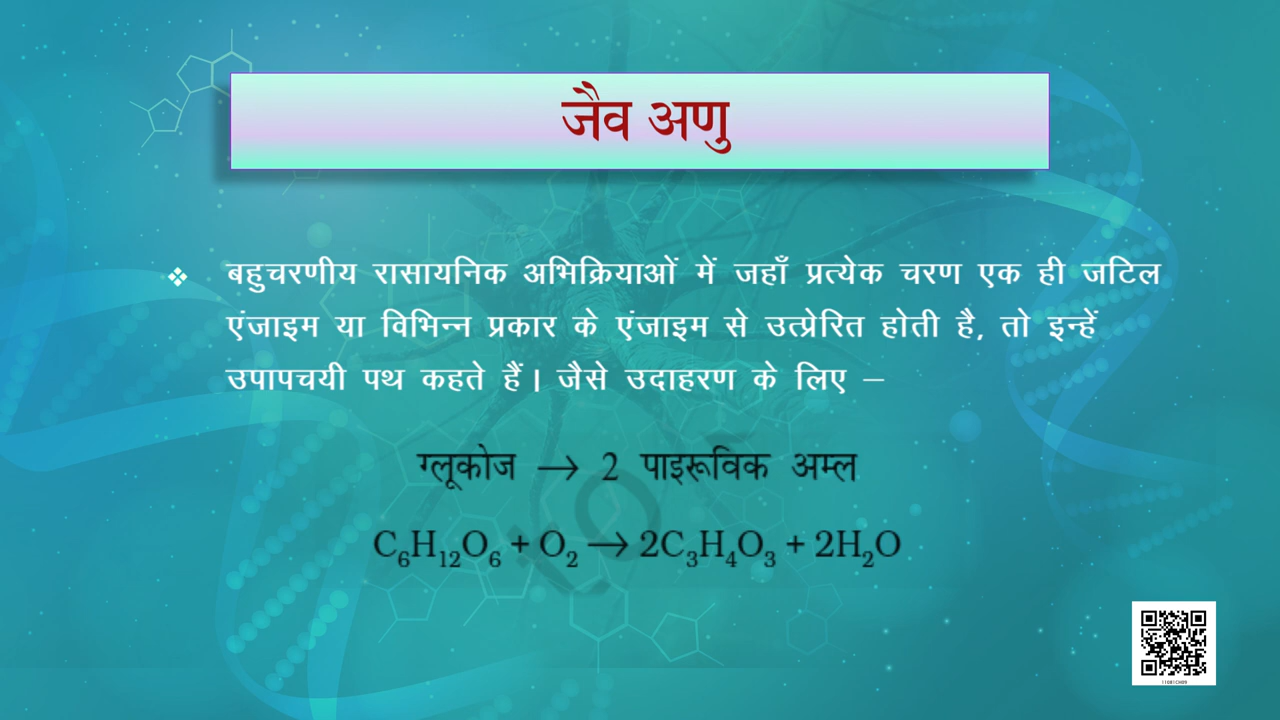 जैव अणु
❖ बहुचरणीय रासायनिक अभिक्रियाओं में जहाँ प्रत्येक चरण एक ही जटिल
एंजाइम या विभिन्न प्रकार के एंजाइम से उत्प्रेरित होती है, तो इन्हें
उपापचयी पथ कहते हैं। जैसे उदाहरण के लिए –
ग्लूकोज → 2 पाइरूविक अम्ल
C₆H₁₂O₆ + O₂ → 2C₃H₄O₃ + 2H₂O